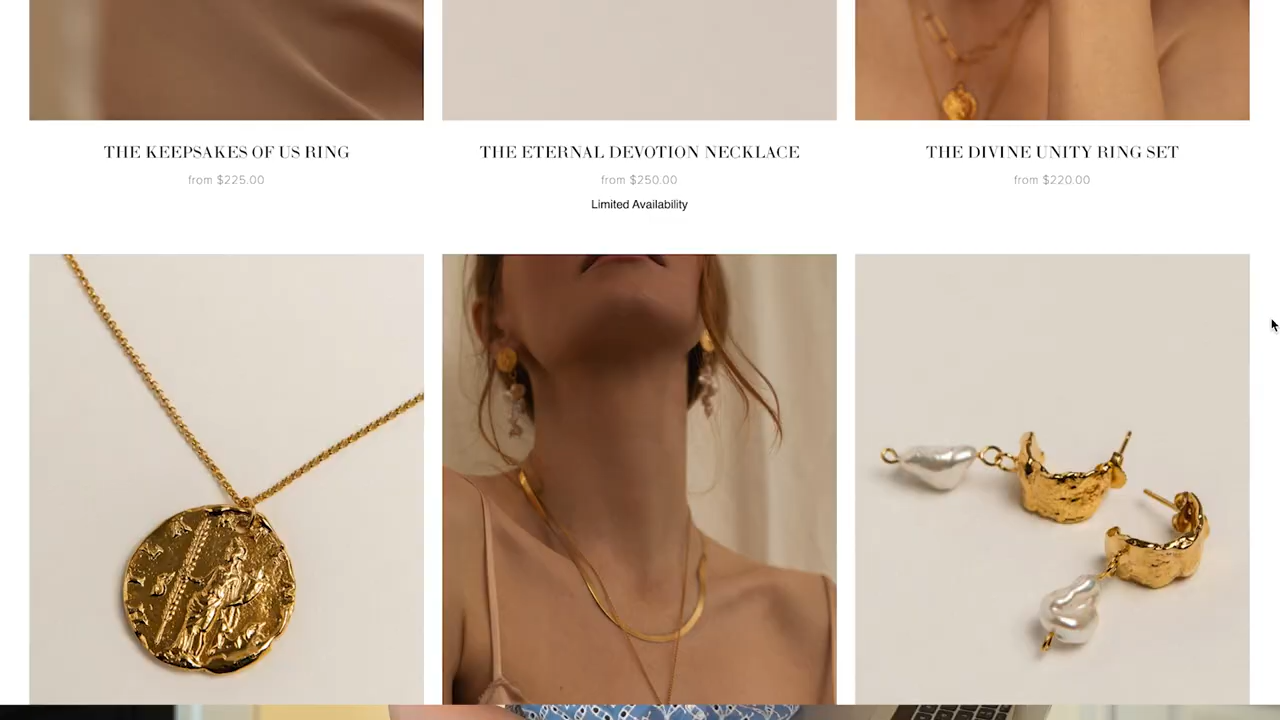 THE KEEPSAKES OF US RING
from $225.00
THE ETERNAL DEVOTION NECKLACE
from $250.00
Limited Availability
THE DIVINE UNITY RING SET
from $220.00